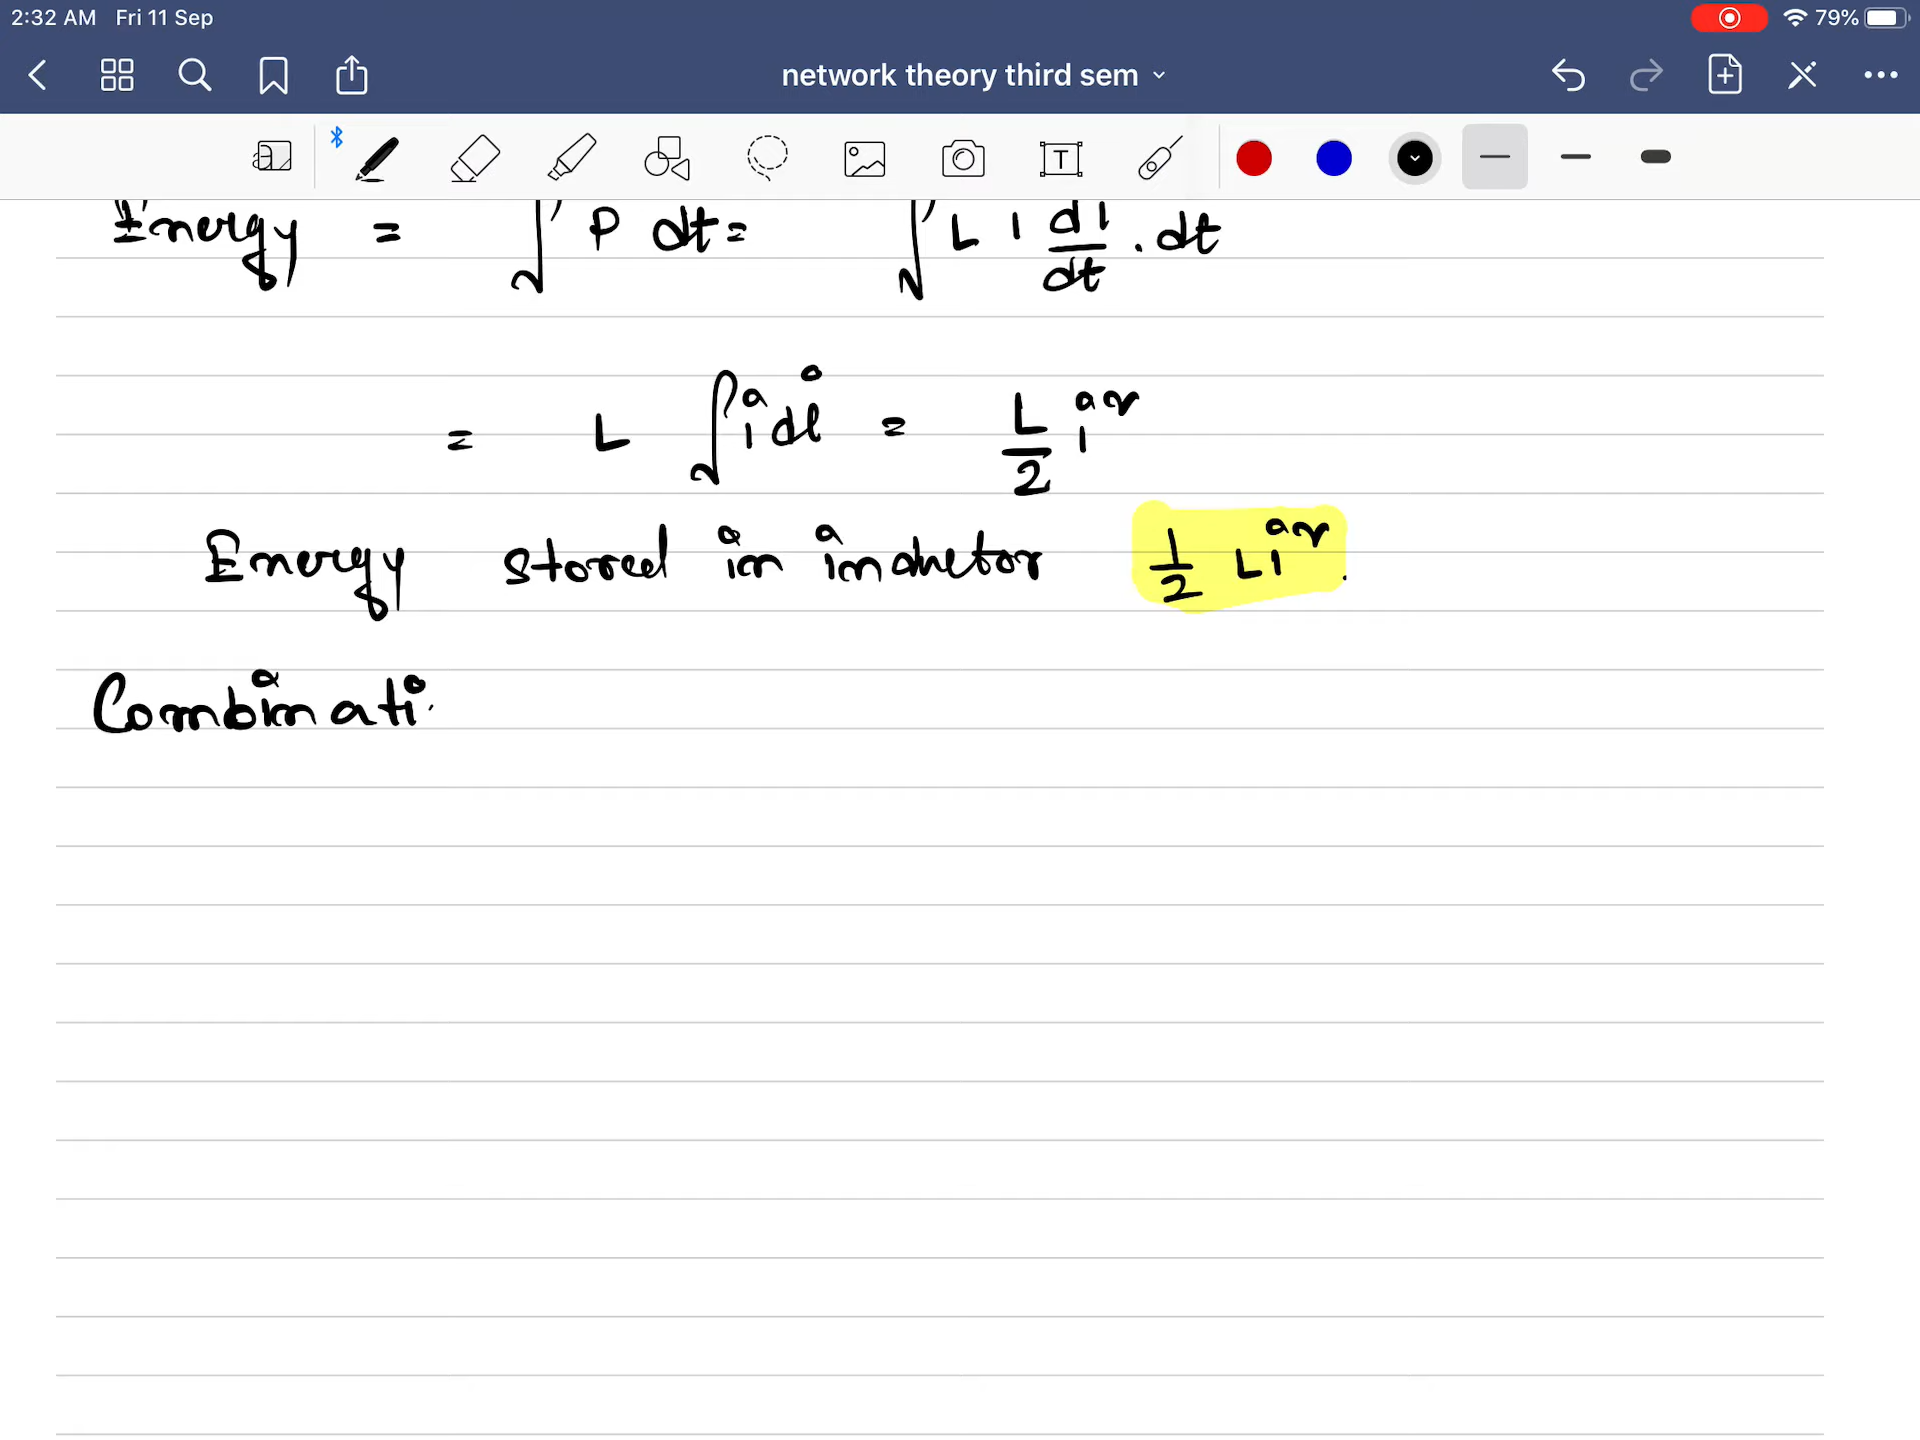 2:32 AM Fri 11 Sep 79%
network theory third sem
T
Energy = ∫ P dt = ∫ L i di/dt . dt
= L ∫ i di = L/2 i²
Energy stored in inductor 1/2 Li².
Combinati